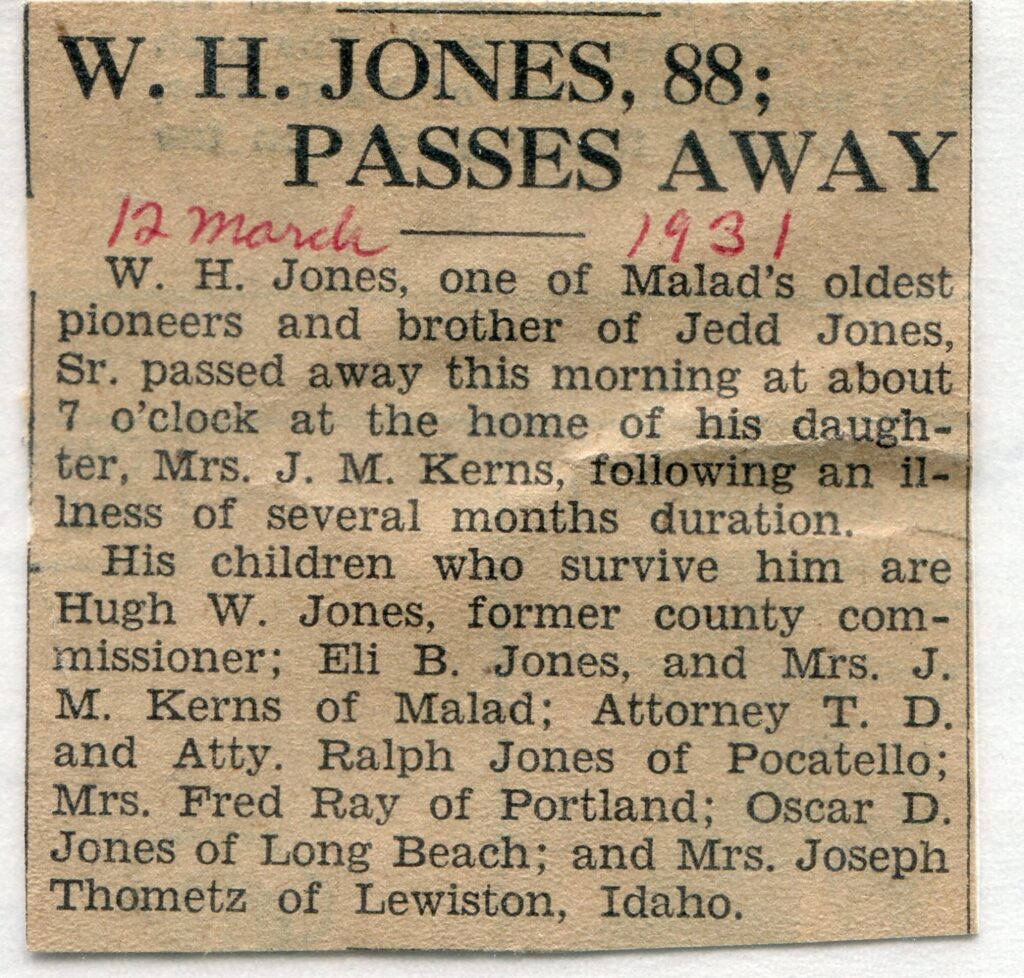 W. H. JONES, 88;
PASSES AWAY
12 March 1931
W. H. Jones, one of Malad's oldest
pioneers and brother of Jedd Jones,
Sr. passed away this morning at about
7 o'clock at the home of his daugh-
ter, Mrs. J. M. Kerns, following an il-
lness of several months duration.
His children who survive him are
Hugh W. Jones, former county com-
missioner; Eli B. Jones, and Mrs. J.
M. Kerns of Malad; Attorney T. D.
and Atty. Ralph Jones of Pocatello;
Mrs. Fred Ray of Portland; Oscar D.
Jones of Long Beach; and Mrs. Joseph
Thometz of Lewiston, Idaho.